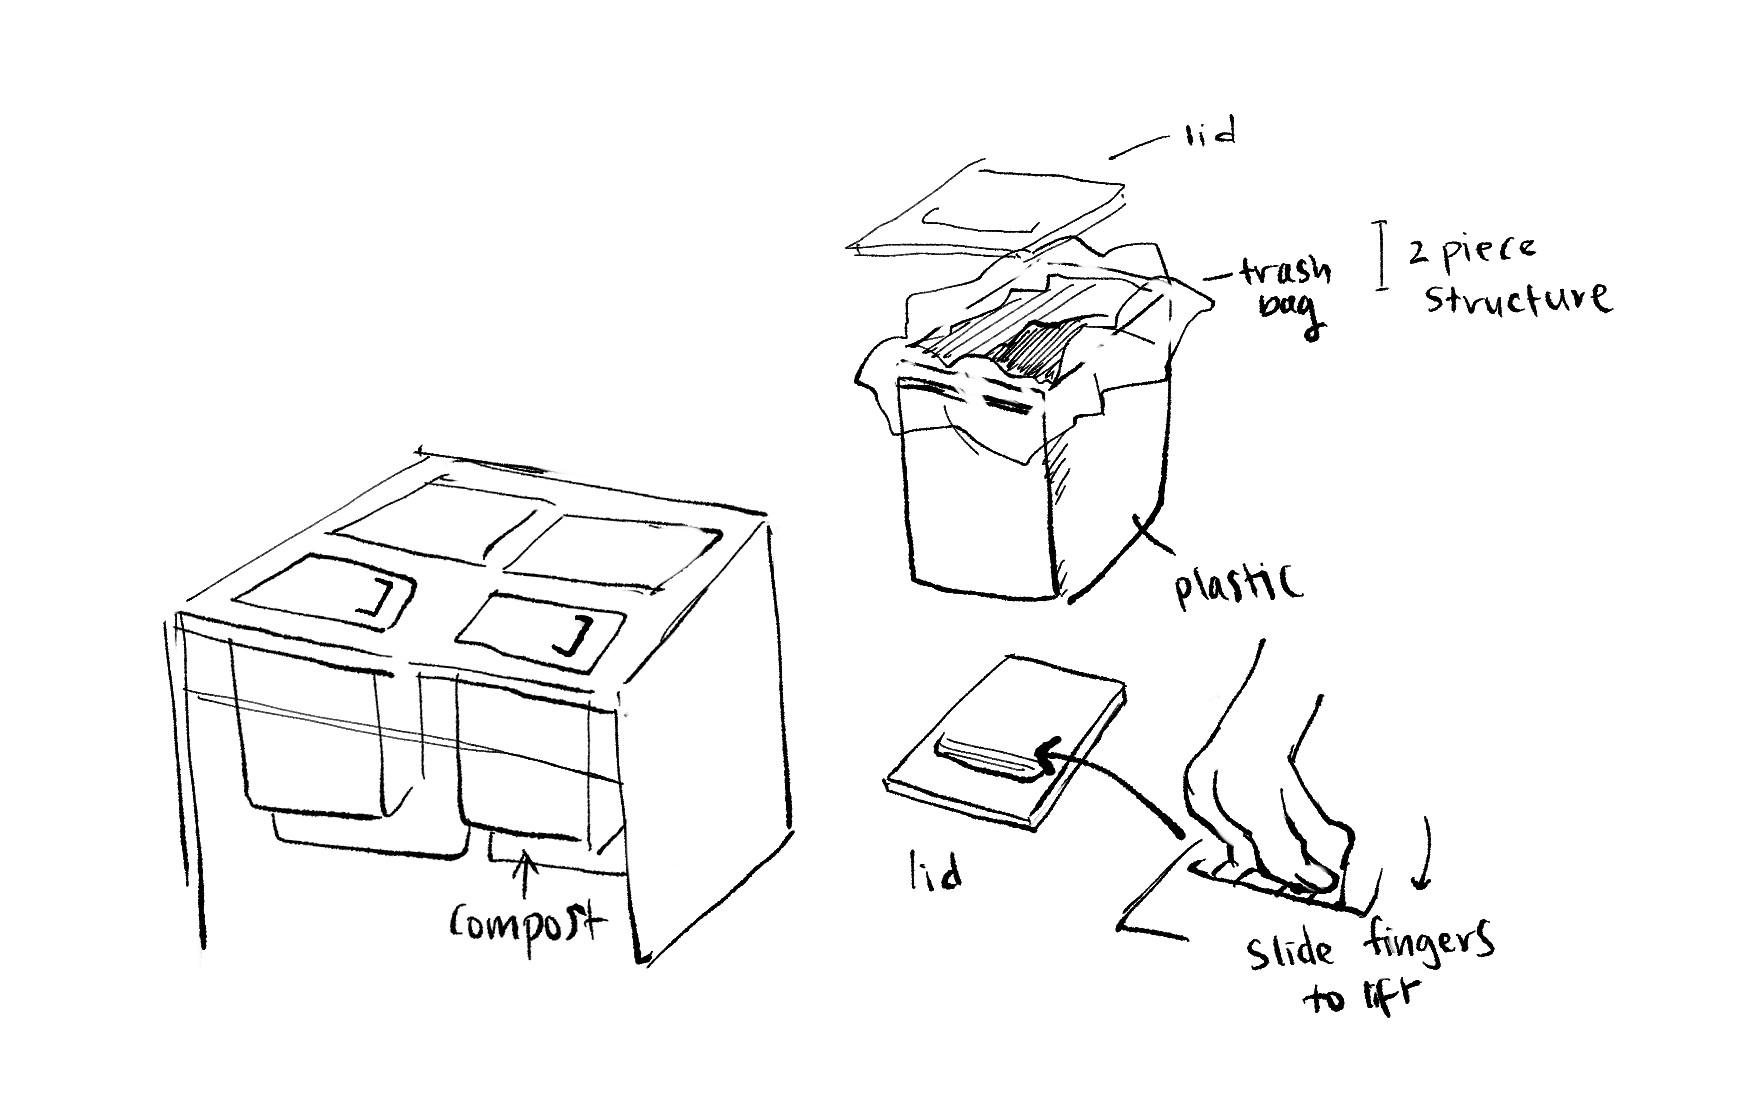 lid
trash
bag
2 piece
structure
plastic
compost
lid
slide fingers
to lift